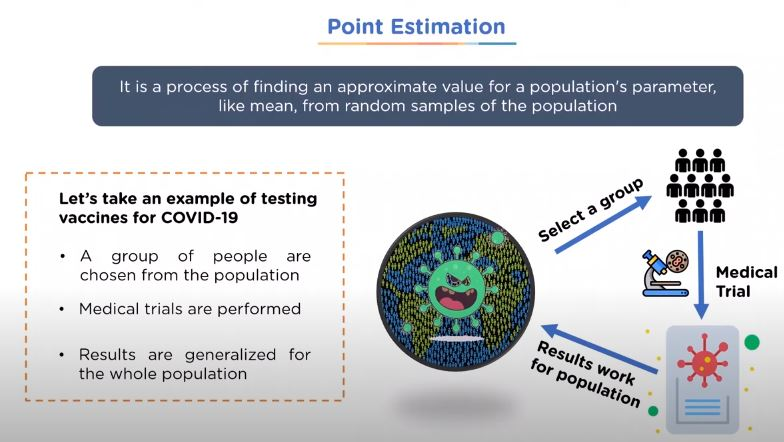 Point Estimation
It is a process of finding an approximate value for a population's parameter,
like mean, from random samples of the population
Let's take an example of testing
vaccines for COVID-19
• A group of people are
chosen from the population
• Medical trials are performed
• Results are generalized for
the whole population
Select a group
Medical
Trial
Results work
for population